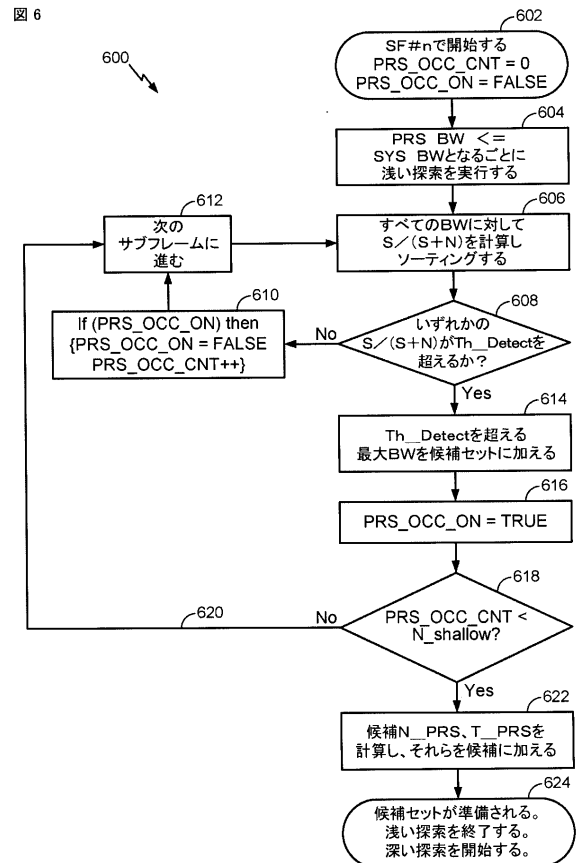 図 6
600
602
SF#nで開始する
PRS_OCC_CNT = 0
PRS_OCC_ON = FALSE
604
PRS BW <=
SYS BWとなるごとに
浅い探索を実行する
606
すべてのBWに対して
S/(S+N)を計算し
ソーティングする
612
次の
サブフレームに
進む
610
If (PRS_OCC_ON) then
{PRS_OCC_ON = FALSE
PRS_OCC_CNT++}
608
いずれかの
S/(S+N)がTh__Detectを
超えるか?
No
Yes
614
Th__Detectを超える
最大BWを候補セットに加える
616
PRS_OCC_ON = TRUE
618
PRS_OCC_CNT <
N_shallow?
620
No
Yes
622
候補N__PRS、T__PRSを
計算し、それらを候補に加える
624
候補セットが準備される。
浅い探索を終了する。
深い探索を開始する。